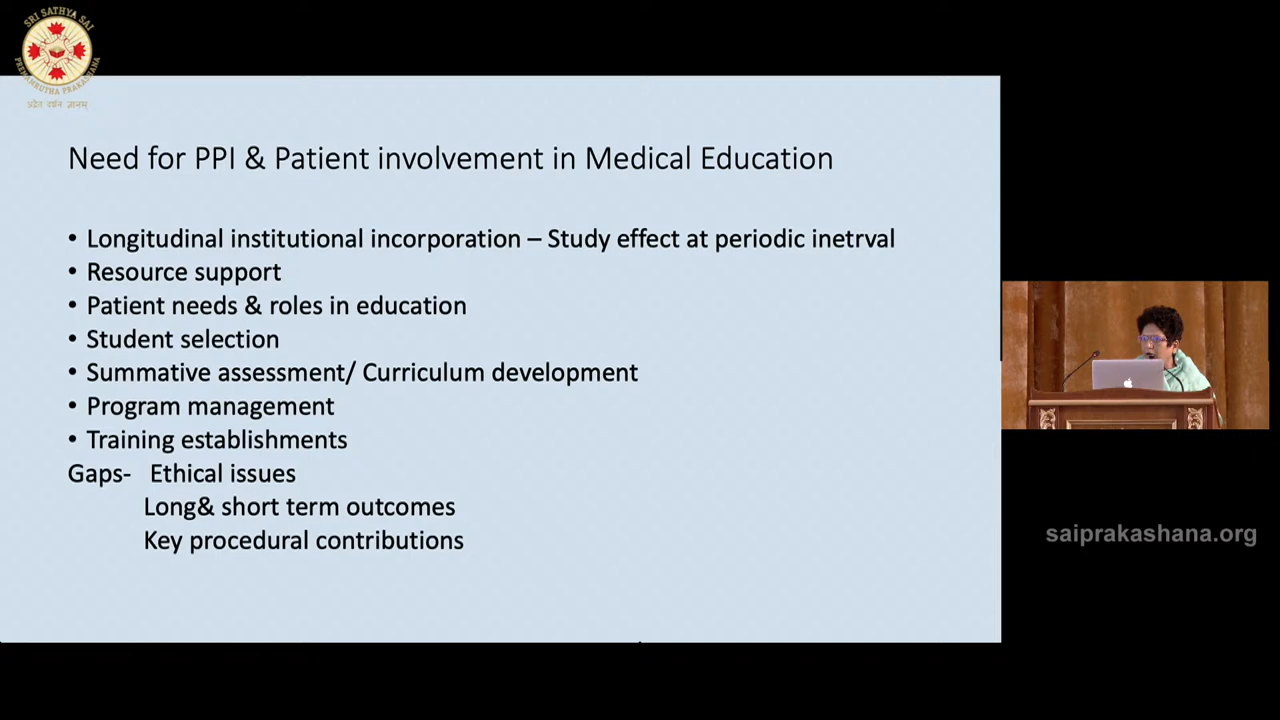 SRI SATHYA SAI
PREMAMRUTHA PRAKASHANA
Need for PPI & Patient involvement in Medical Education
• Longitudinal institutional incorporation – Study effect at periodic inetrval
• Resource support
• Patient needs & roles in education
• Student selection
• Summative assessment/ Curriculum development
• Program management
• Training establishments
Gaps- Ethical issues
Long& short term outcomes
Key procedural contributions
saiprakashana.org